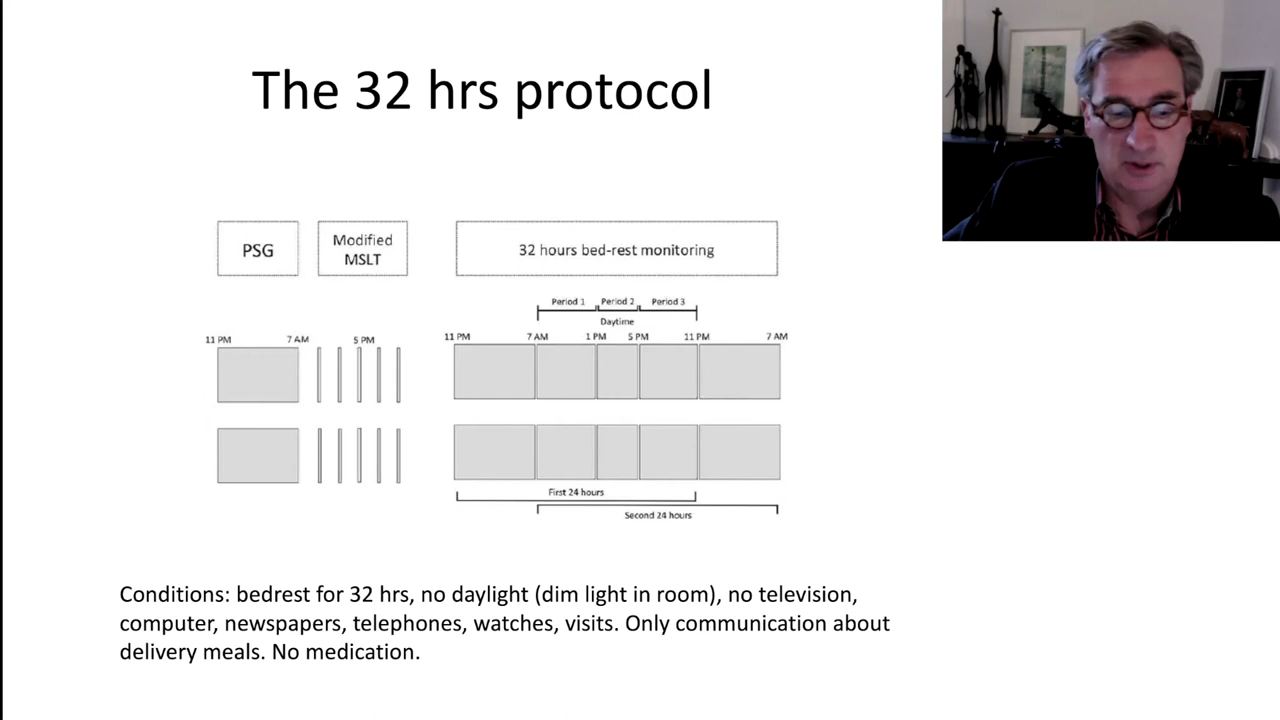 The 32 hrs protocol
PSG
Modified
MSLT
32 hours bed-rest monitoring
Period 1 Period 2 Period 3
Daytime
11 PM 7 AM 5 PM 11 PM 7 AM 1 PM 5 PM 11 PM 7 AM
First 24 hours
Second 24 hours
Conditions: bedrest for 32 hrs, no daylight (dim light in room), no television,
computer, newspapers, telephones, watches, visits. Only communication about
delivery meals. No medication.